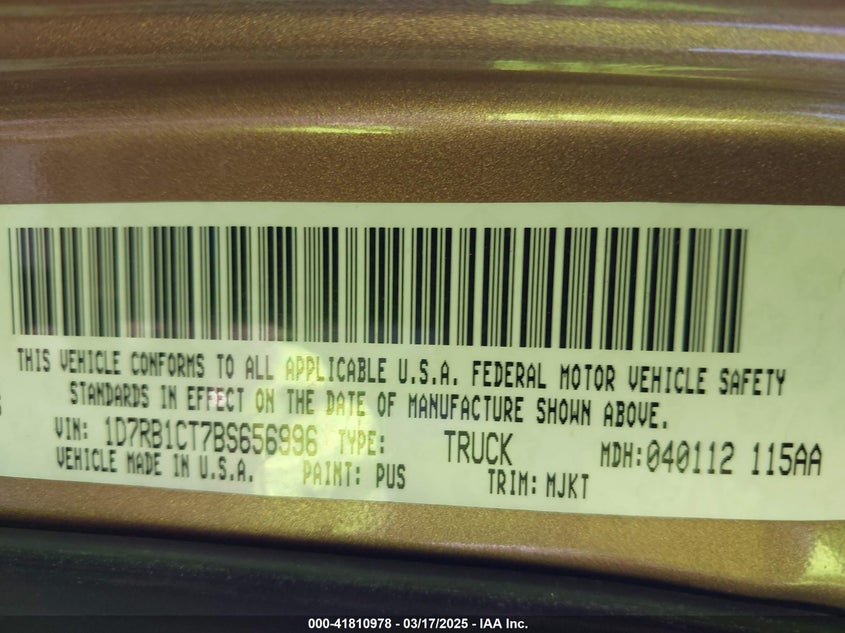 THIS VEHICLE CONFORMS TO ALL APPLICABLE U.S.A. FEDERAL MOTOR VEHICLE SAFETY
STANDARDS IN EFFECT ON THE DATE OF MANUFACTURE SHOWN ABOVE.
VIN: 1D7RB1CT7BS656996 TYPE: TRUCK MDH:040112 115AA
VEHICLE MADE IN U.S.A. PAINT: PUS TRIM: MJKT
000-41810978 - 03/17/2025 - IAA Inc.